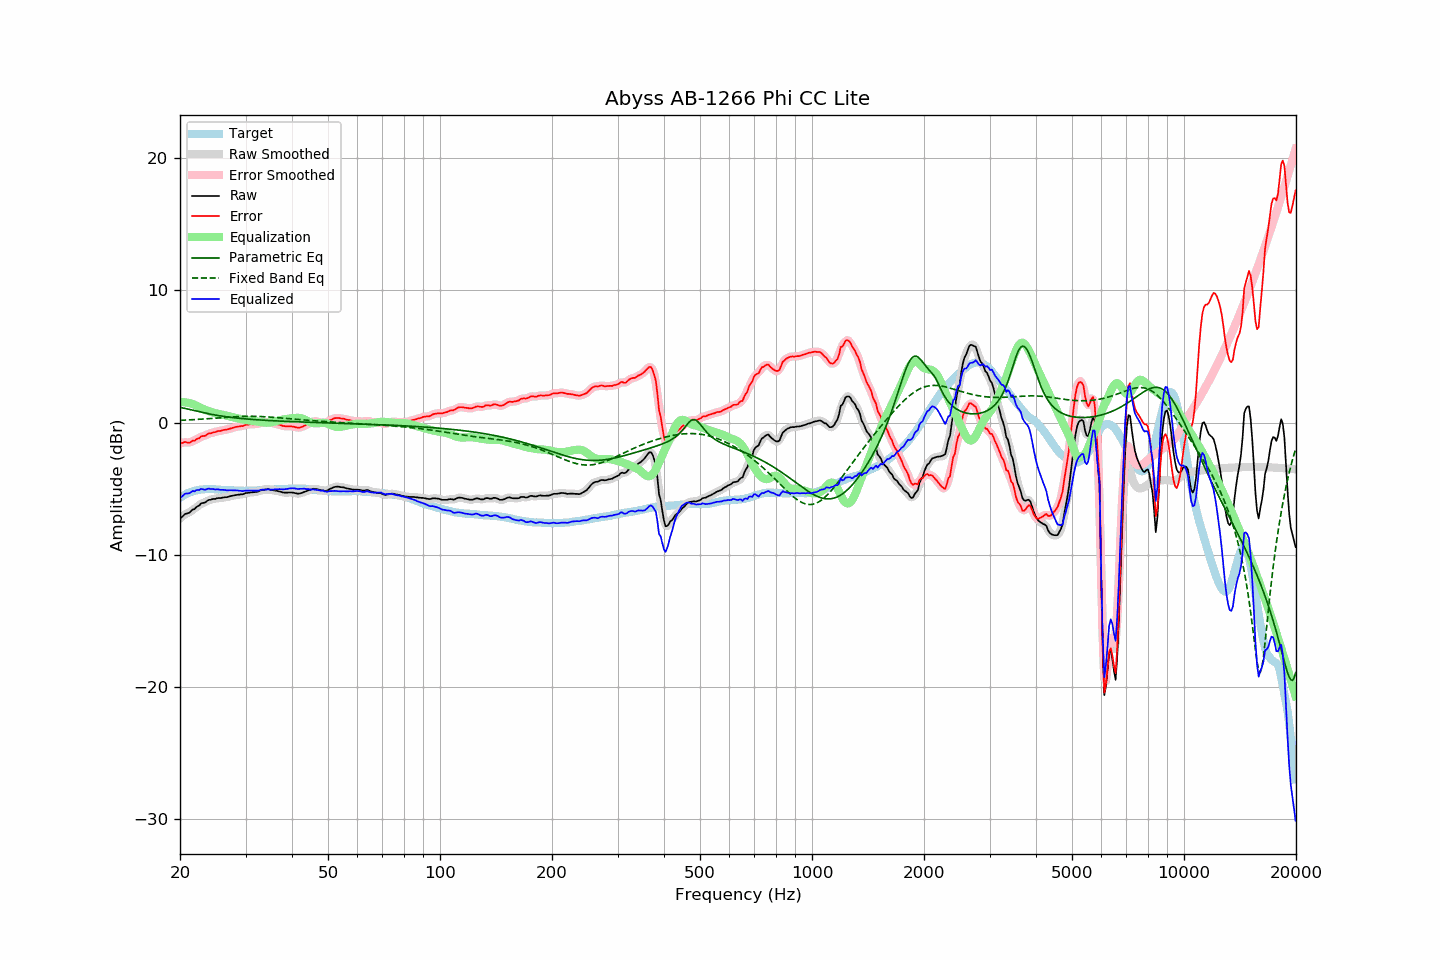 Abyss AB-1266 Phi CC Lite
Target
Raw Smoothed
Error Smoothed
Raw
Error
Equalization
Parametric Eq
Fixed Band Eq
Equalized
Amplitude (dBr)
20
10
0
−10
−20
−30
20
50
100
200
500
1000
2000
5000
10000
20000
Frequency (Hz)